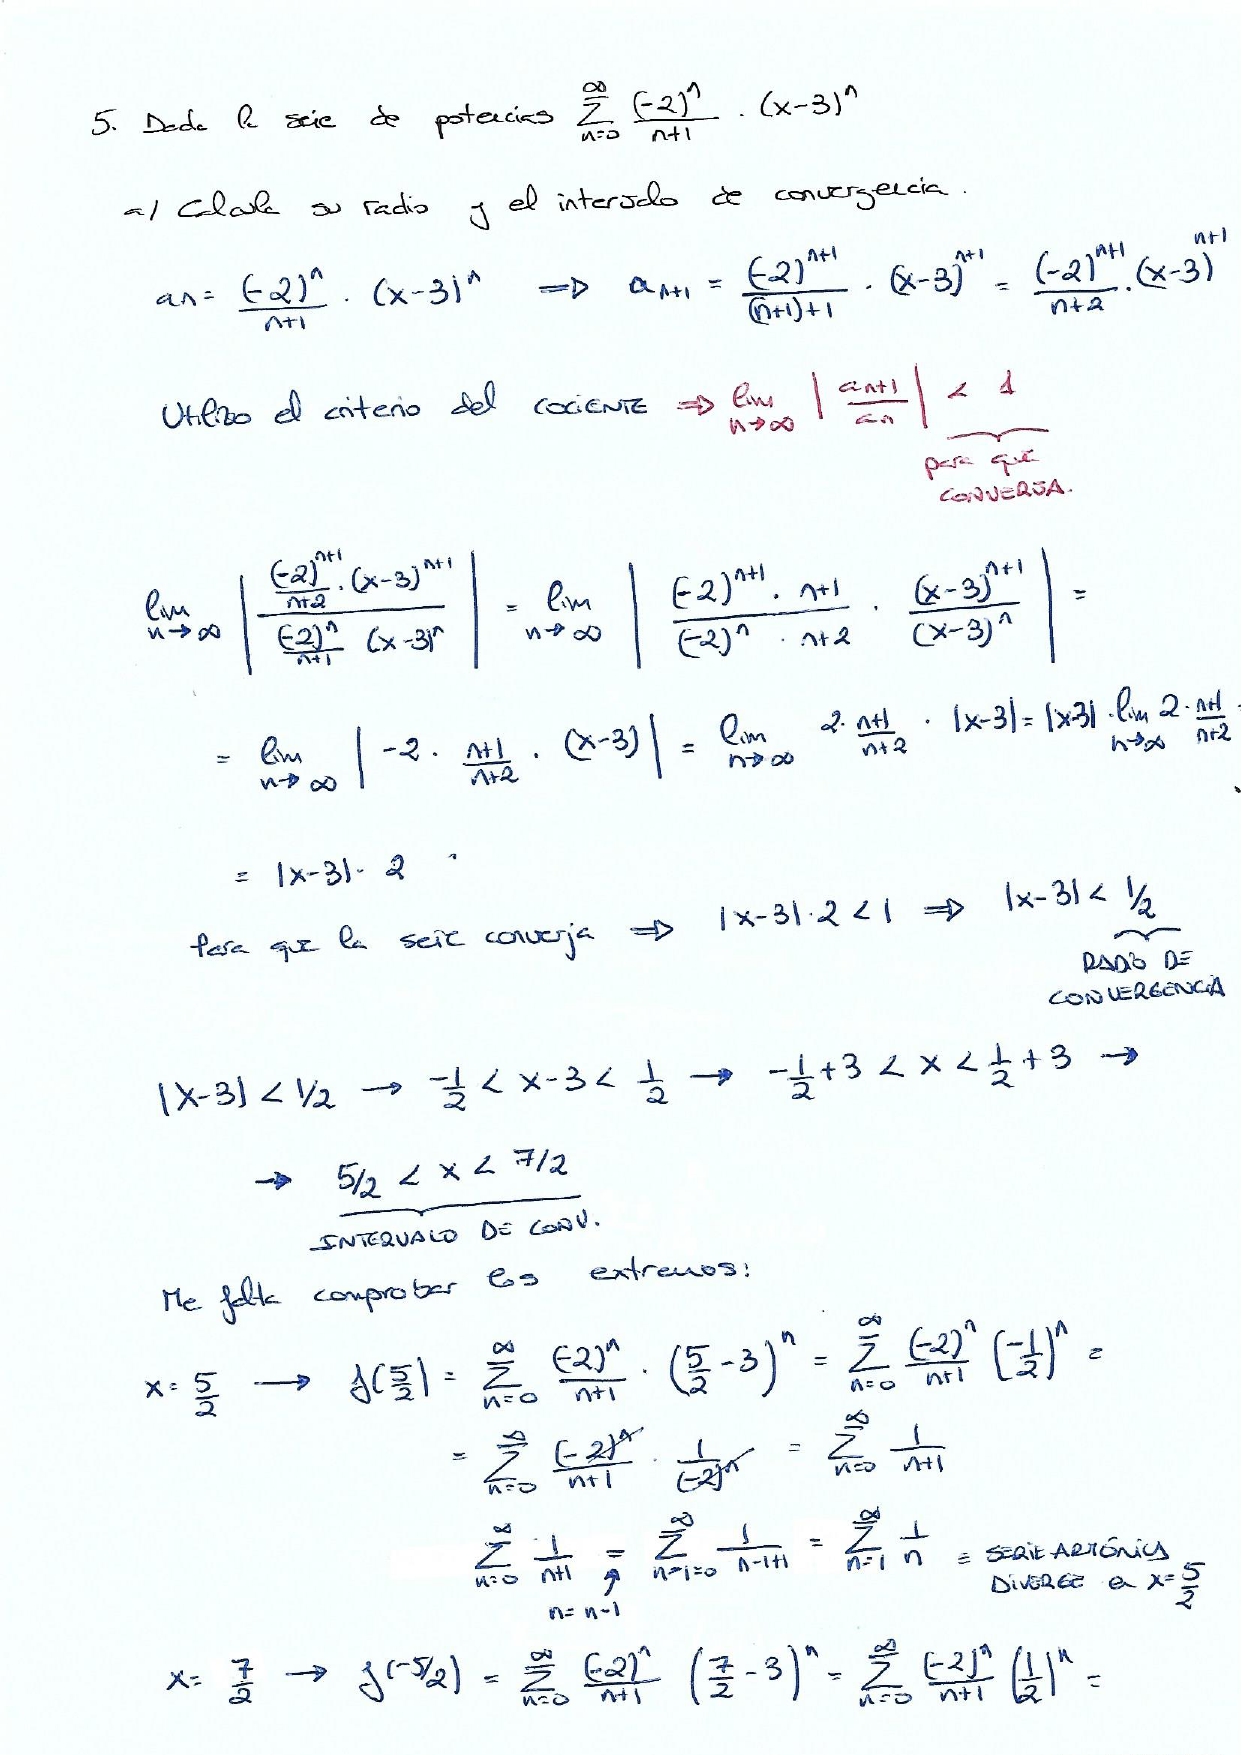 5. Dada la serie de potencias \sum_{n=0}^{\infty} \frac{(-2)^n}{n+1} \cdot (x-3)^n
a) Calcula su radio y el intervalo de convergencia.
a_n = \frac{(-2)^n}{n+1} \cdot (x-3)^n \Rightarrow a_{n+1} = \frac{(-2)^{n+1}}{(n+1)+1} \cdot (x-3)^{n+1} = \frac{(-2)^{n+1}}{n+2} \cdot (x-3)^{n+1}
Utilizo el criterio del COCIENTE \Rightarrow \lim_{n \to \infty} \left| \frac{a_{n+1}}{a_n} \right| < 1
para que
CONVERJA.
\lim_{n \to \infty} \left| \frac{\frac{(-2)^{n+1}}{n+2} \cdot (x-3)^{n+1}}{\frac{(-2)^n}{n+1} (x-3)^n} \right| = \lim_{n \to \infty} \left| \frac{(-2)^{n+1} \cdot n+1}{(-2)^n \cdot n+2} \cdot \frac{(x-3)^{n+1}}{(x-3)^n} \right| =
= \lim_{n \to \infty} \left| -2 \cdot \frac{n+1}{n+2} \cdot (x-3) \right| = \lim_{n \to \infty} 2 \cdot \frac{n+1}{n+2} \cdot |x-3| = |x-3| \cdot \lim_{n \to \infty} 2 \cdot \frac{n+1}{n+2} \cdot
= |x-3| \cdot 2
Para que la serie converja \Rightarrow |x-3| \cdot 2 < 1 \Rightarrow |x-3| < 1/2
RADIO DE
CONVERGENCIA
|x-3| < 1/2 \to -\frac{1}{2} < x-3 < \frac{1}{2} \to -\frac{1}{2}+3 < x < \frac{1}{2}+3 \to
\to 5/2 < x < 7/2
INTERVALO DE CONV.
Me falta comprobar los extremos:
x = \frac{5}{2} \to f(\frac{5}{2}) = \sum_{n=0}^{\infty} \frac{(-2)^n}{n+1} \cdot (\frac{5}{2}-3)^n = \sum_{n=0}^{\infty} \frac{(-2)^n}{n+1} (-\frac{1}{2})^n =
= \sum_{n=0}^{\infty} \frac{(-2)^n}{n+1} \cdot \frac{1}{(-2)^n} = \sum_{n=0}^{\infty} \frac{1}{n+1}
\sum_{n=0}^{\infty} \frac{1}{n+1} = \sum_{n-1=0}^{\infty} \frac{1}{n-1+1} = \sum_{n=1}^{\infty} \frac{1}{n} = SERIE ARMÓNICA
DIVERGE en x=\frac{5}{2}
n = n-1
x = \frac{7}{2} \to f(-5/2) = \sum_{n=0}^{\infty} \frac{(-2)^n}{n+1} (\frac{7}{2}-3)^n = \sum_{n=0}^{\infty} \frac{(-2)^n}{n+1} (\frac{1}{2})^n =